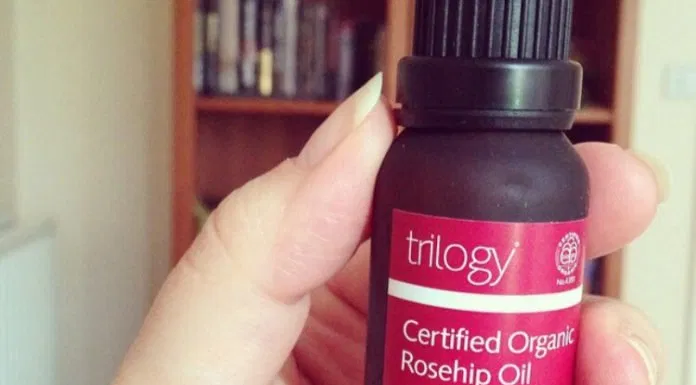 trilogy
Certified Organic
Rosehip Oil